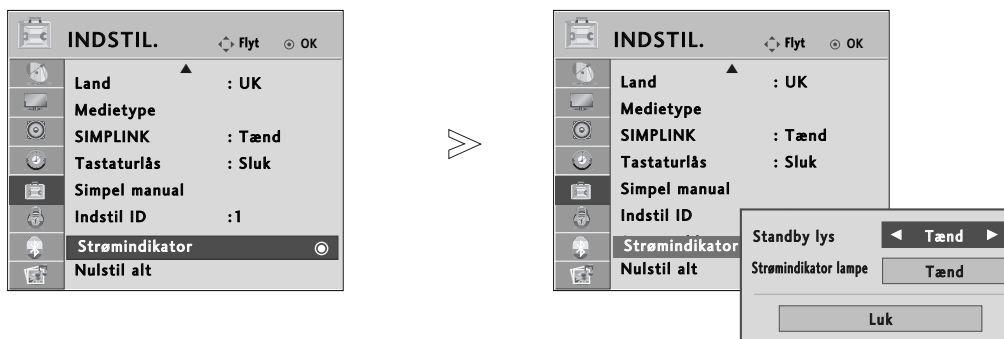 INDSTIL. Flyt OK
Land : UK
Medietype
SIMPLINK : Tænd
Tastaturlås : Sluk
Simpel manual
Indstil ID :1
Strømindikator
Nulstil alt
INDSTIL. Flyt OK
Land : UK
Medietype
SIMPLINK : Tænd
Tastaturlås : Sluk
Simpel manual
Indstil ID
Strømindikator
Nulstil alt
Standby lys Tænd
Strømindikator lampe Tænd
Luk